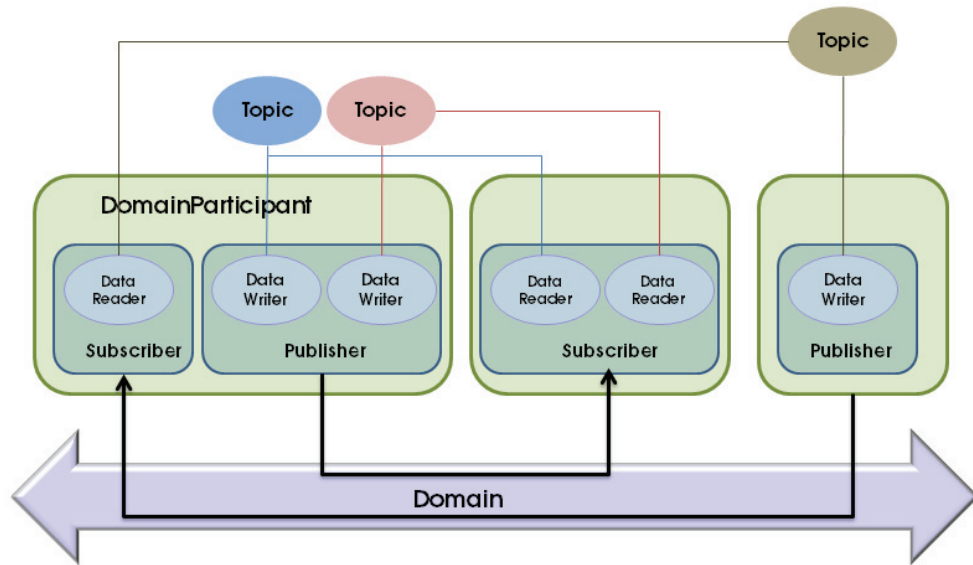 Topic
Topic
Topic
DomainParticipant
Data
Reader
Subscriber
Data
Writer
Data
Writer
Publisher
Data
Reader
Data
Reader
Subscriber
Data
Writer
Publisher
Domain